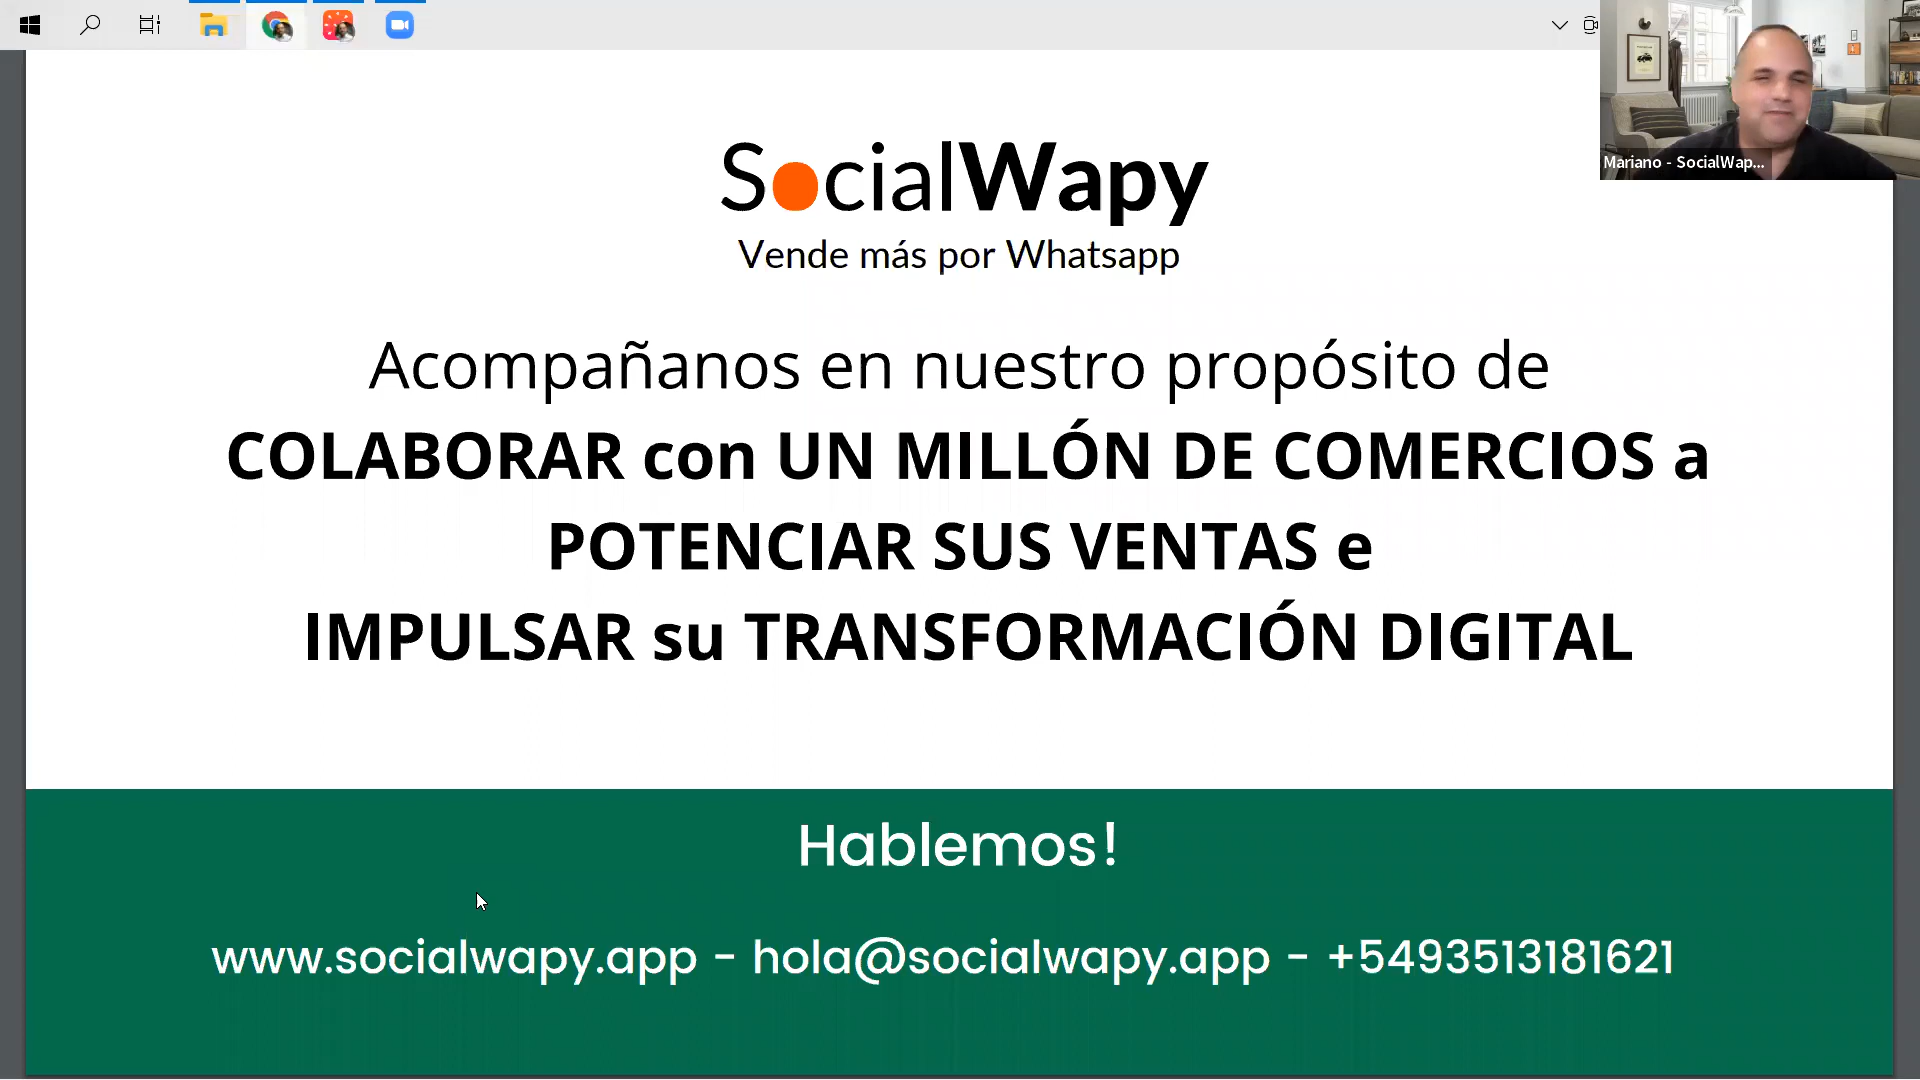 Mariano - SocialWap...
SocialWapy
Vende más por Whatsapp
Acompañanos en nuestro propósito de
COLABORAR con UN MILLÓN DE COMERCIOS a
POTENCIAR SUS VENTAS e
IMPULSAR su TRANSFORMACIÓN DIGITAL
Hablemos!
www.socialwapy.app - hola@socialwapy.app - +5493513181621